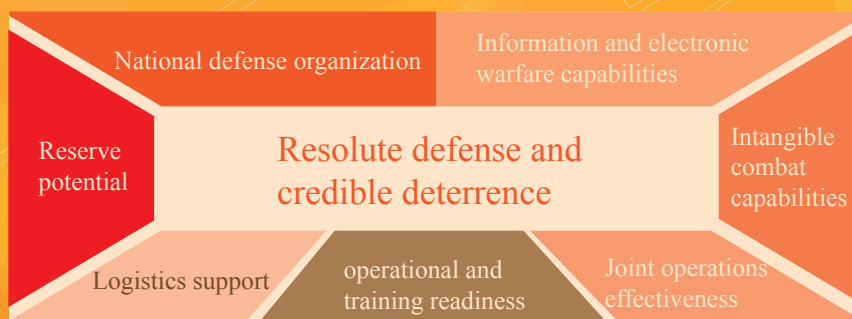 National defense organization
Information and electronic
warfare capabilities
Reserve
potential
Resolute defense and
credible deterrence
Intangible
combat
capabilities
Logistics support
operational and
training readiness
Joint operations
effectiveness